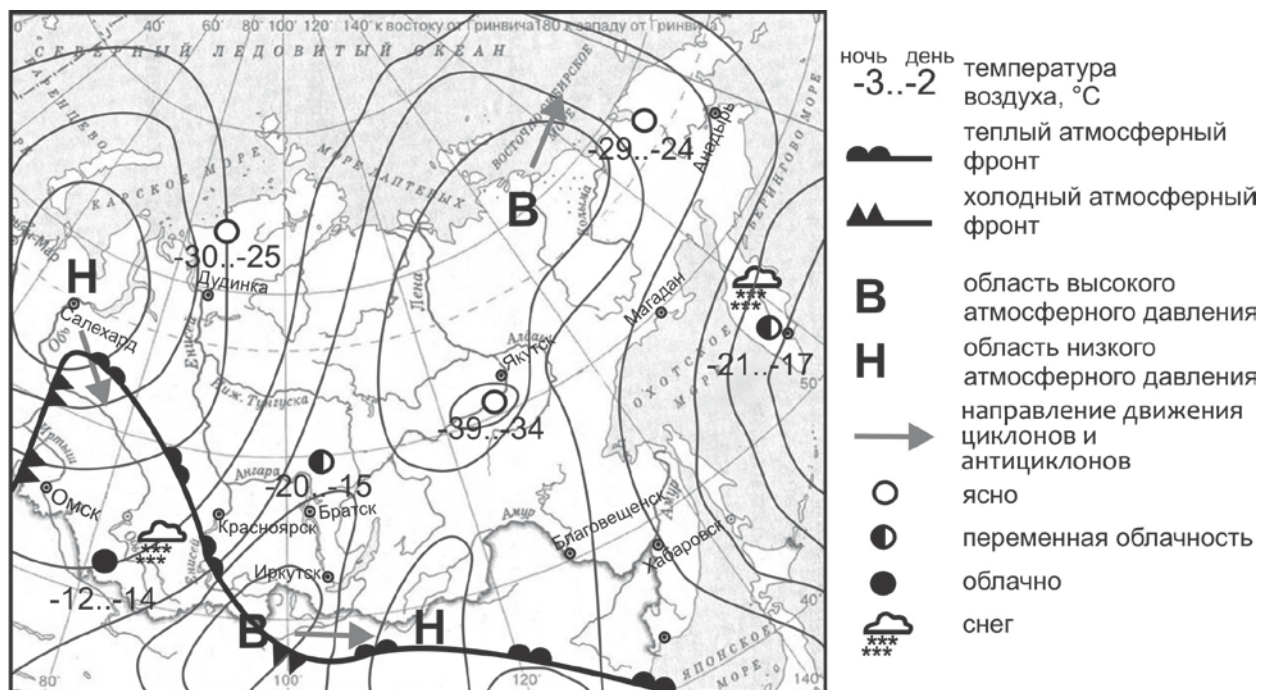 40° 60° 80° 100° 120° 140° к востоку от Гринвича 180 к западу от Гринвича
СЕВЕРНЫЙ ЛЕДОВИТЫЙ ОКЕАН
БАРЕНЦЕВО
КАРСКОЕ МОРЕ
МОРЕ ЛАПТЕВЫХ
ВОСТОЧНО-СИБИРСКОЕ
МОРЕ
-29..-24
Анадырь
БЕРИНГОВО МОРЕ
В
Колыма
-30..-25
Дудинка
Н
Салехард
Обь
Енисей
Лена
Магадан
Алдан
Якутск
-21..-17
50°
ОХОТСКОЕ
МОРЕ
Ниж. Тунгуска
-39..-34
Иртыш
Ангара
-20..-15
Омск
Братск
Красноярск
Амур
Благовещенск
Амур
Хабаровск
Обь
Енисей
Иркутск
-12..-14
40°
В
Н
ЯПОНСКОЕ
МОРЕ
80°
100°
120°
140°
ночь день
-3..-2
температура
воздуха, °С
теплый атмосферный
фронт
холодный атмосферный
фронт
В
область высокого
атмосферного давления
Н
область низкого
атмосферного давления
направление движения
циклонов и
антициклонов
ясно
переменная облачность
облачно
снег